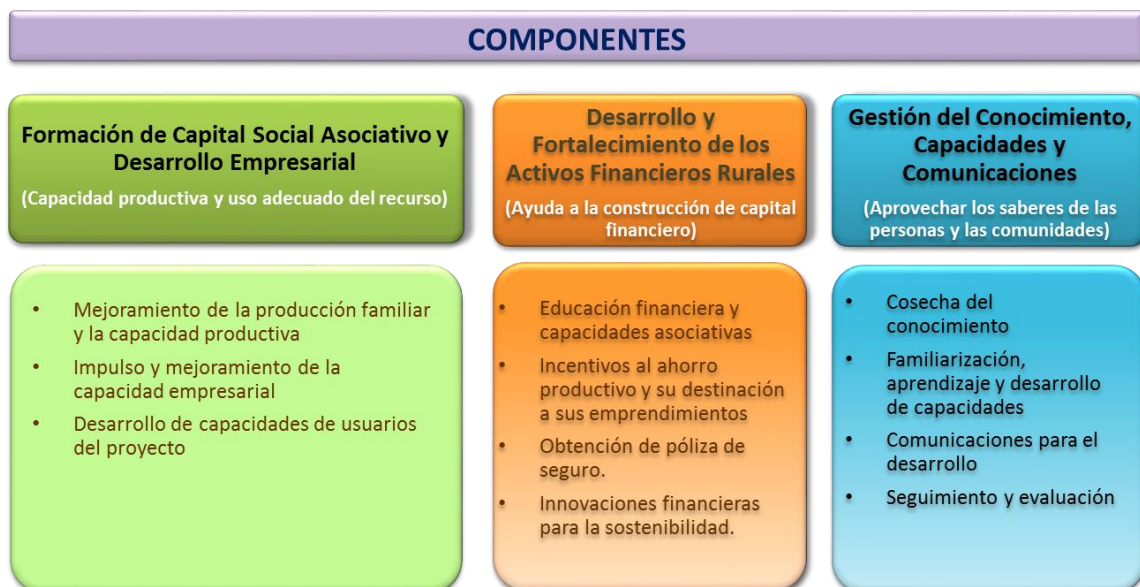 COMPONENTES
Formación de Capital Social Asociativo y
Desarrollo Empresarial
(Capacidad productiva y uso adecuado del recurso)
• Mejoramiento de la producción familiar
y la capacidad productiva
• Impulso y mejoramiento de la
capacidad empresarial
• Desarrollo de capacidades de usuarios
del proyecto
Desarrollo y
Fortalecimiento de los
Activos Financieros Rurales
(Ayuda a la construcción de capital
financiero)
• Educación financiera y
capacidades asociativas
• Incentivos al ahorro
productivo y su destinación
a sus emprendimientos
• Obtención de póliza de
seguro.
• Innovaciones financieras
para la sostenibilidad.
Gestión del Conocimiento,
Capacidades y
Comunicaciones
(Aprovechar los saberes de las
personas y las comunidades)
• Cosecha del
conocimiento
• Familiarización,
aprendizaje y desarrollo
de capacidades
• Comunicaciones para el
desarrollo
• Seguimiento y evaluación